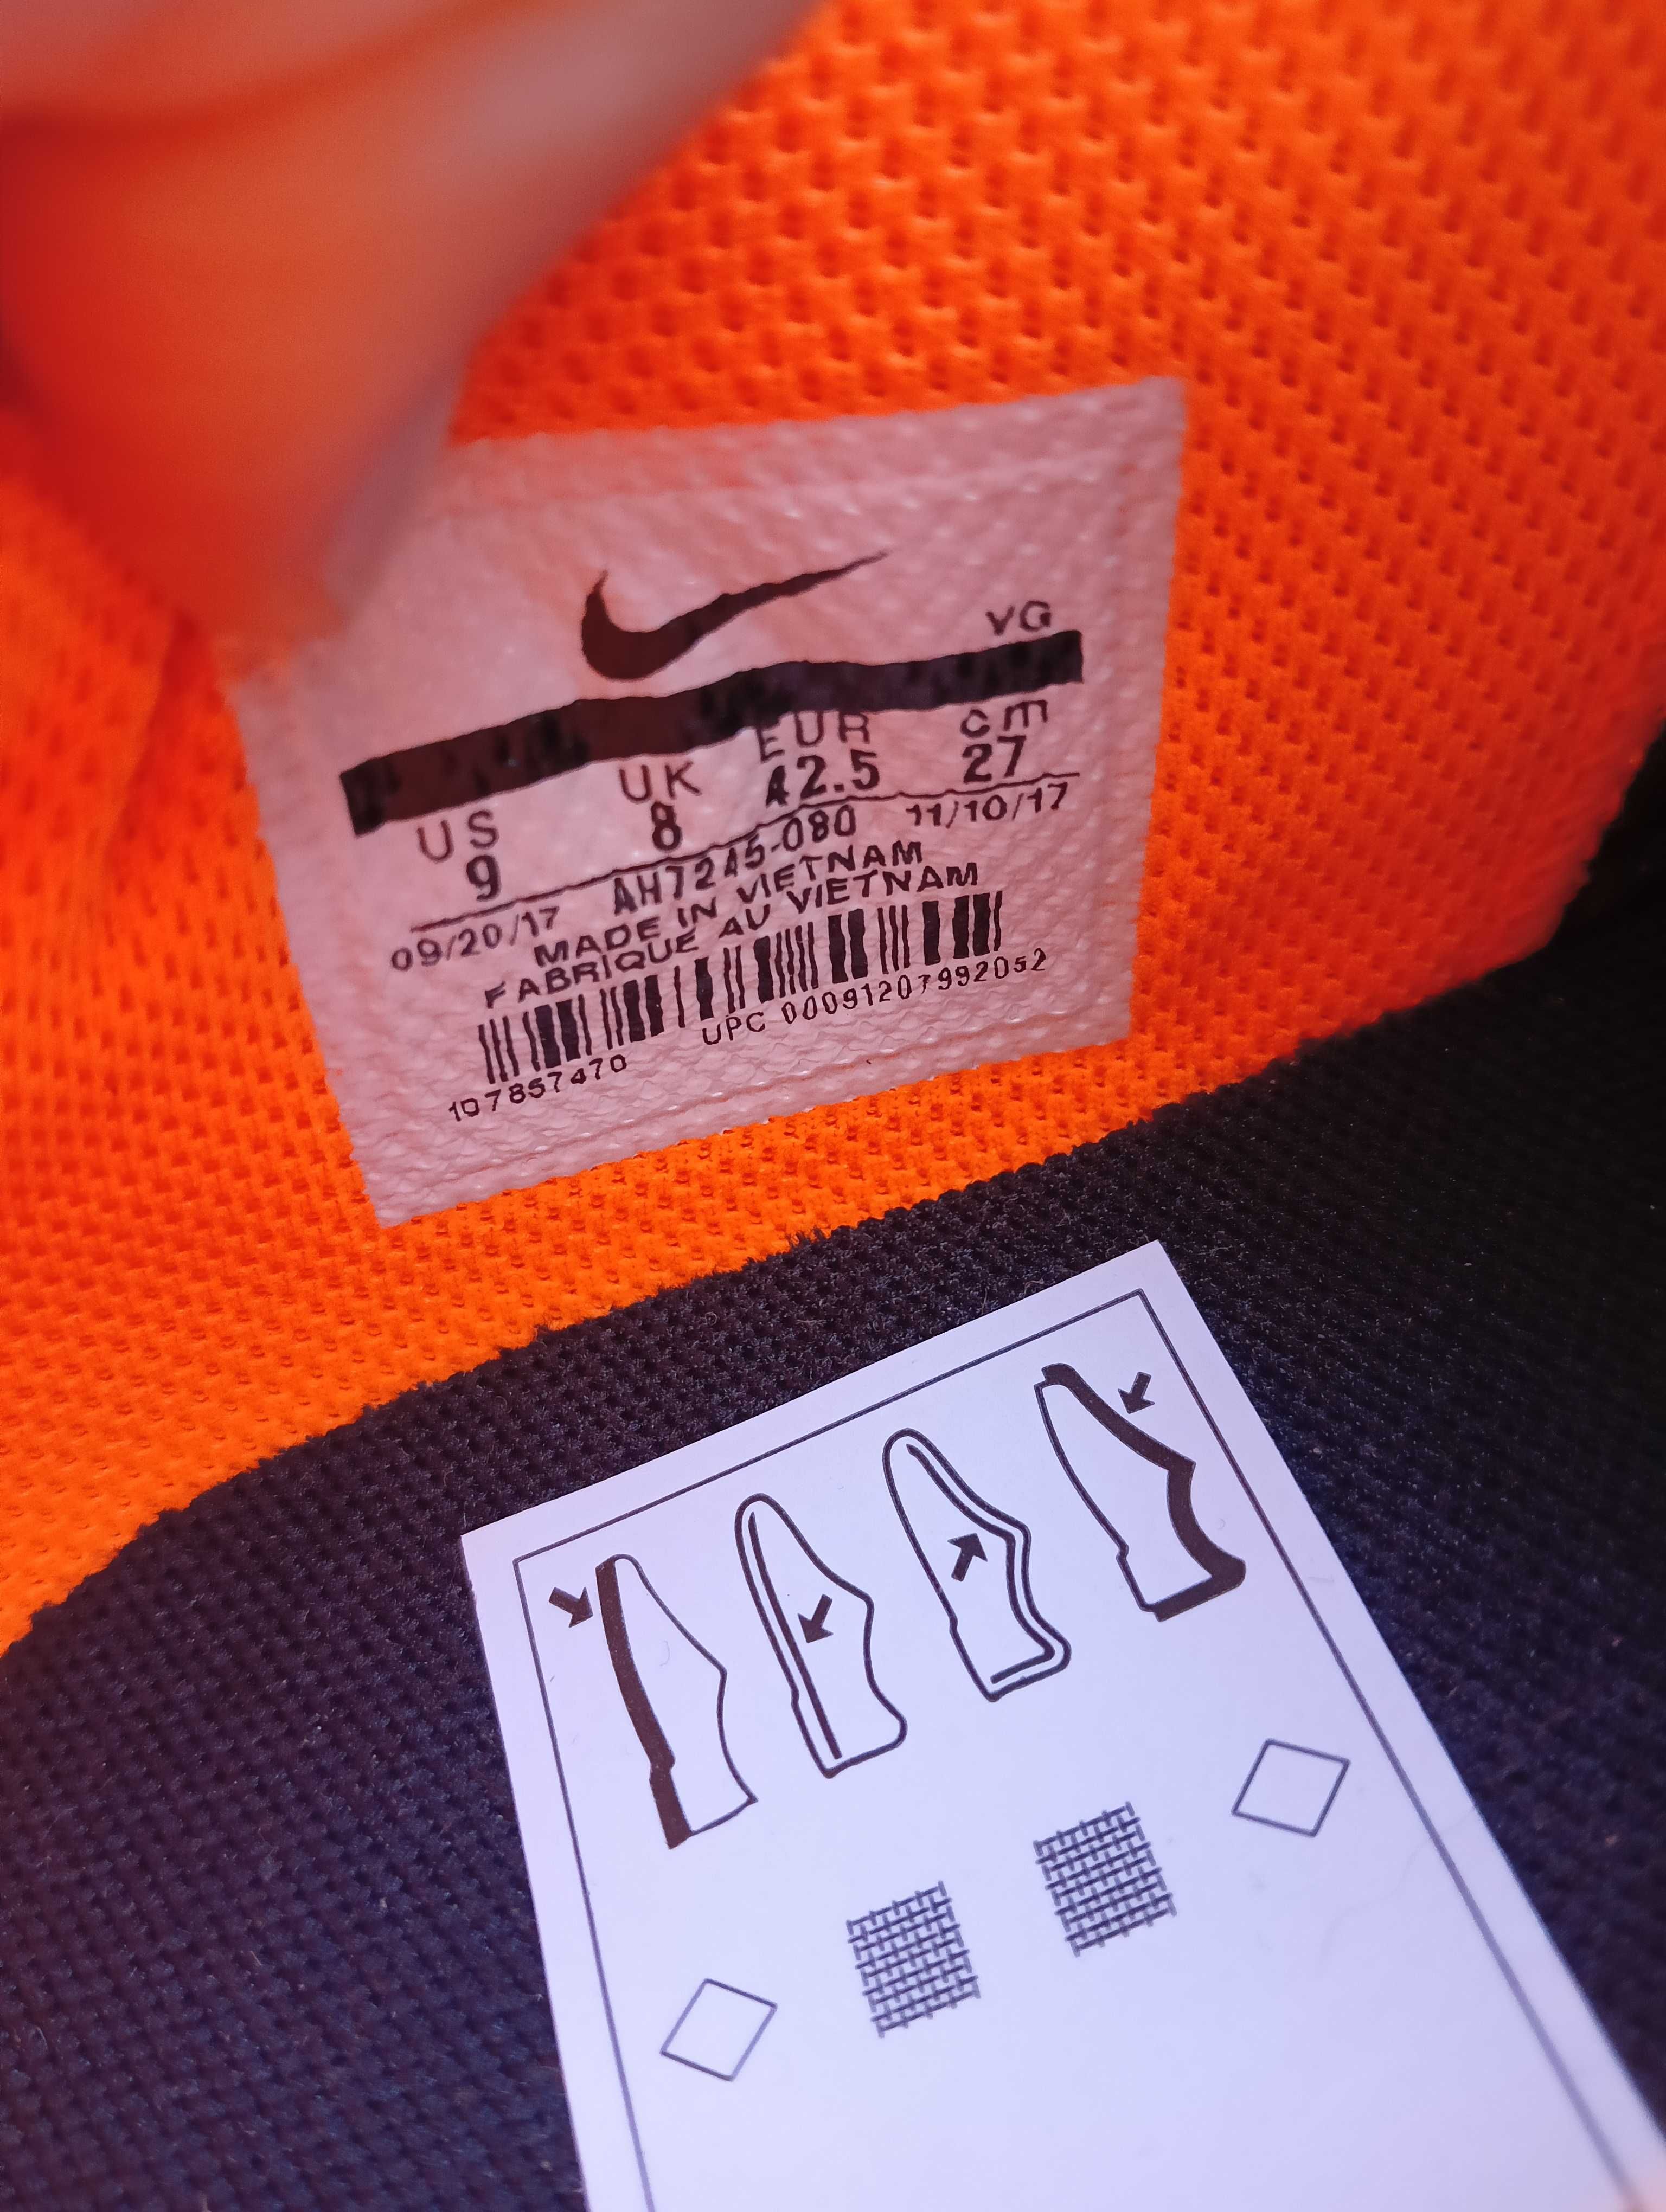 VG
US UK EUR cm
9 8 42.5 27
09/20/17 AH7245-080 11/10/17
MADE IN VIETNAM
FABRIQUE AU VIETNAM
107857470 UPC 00091207992052